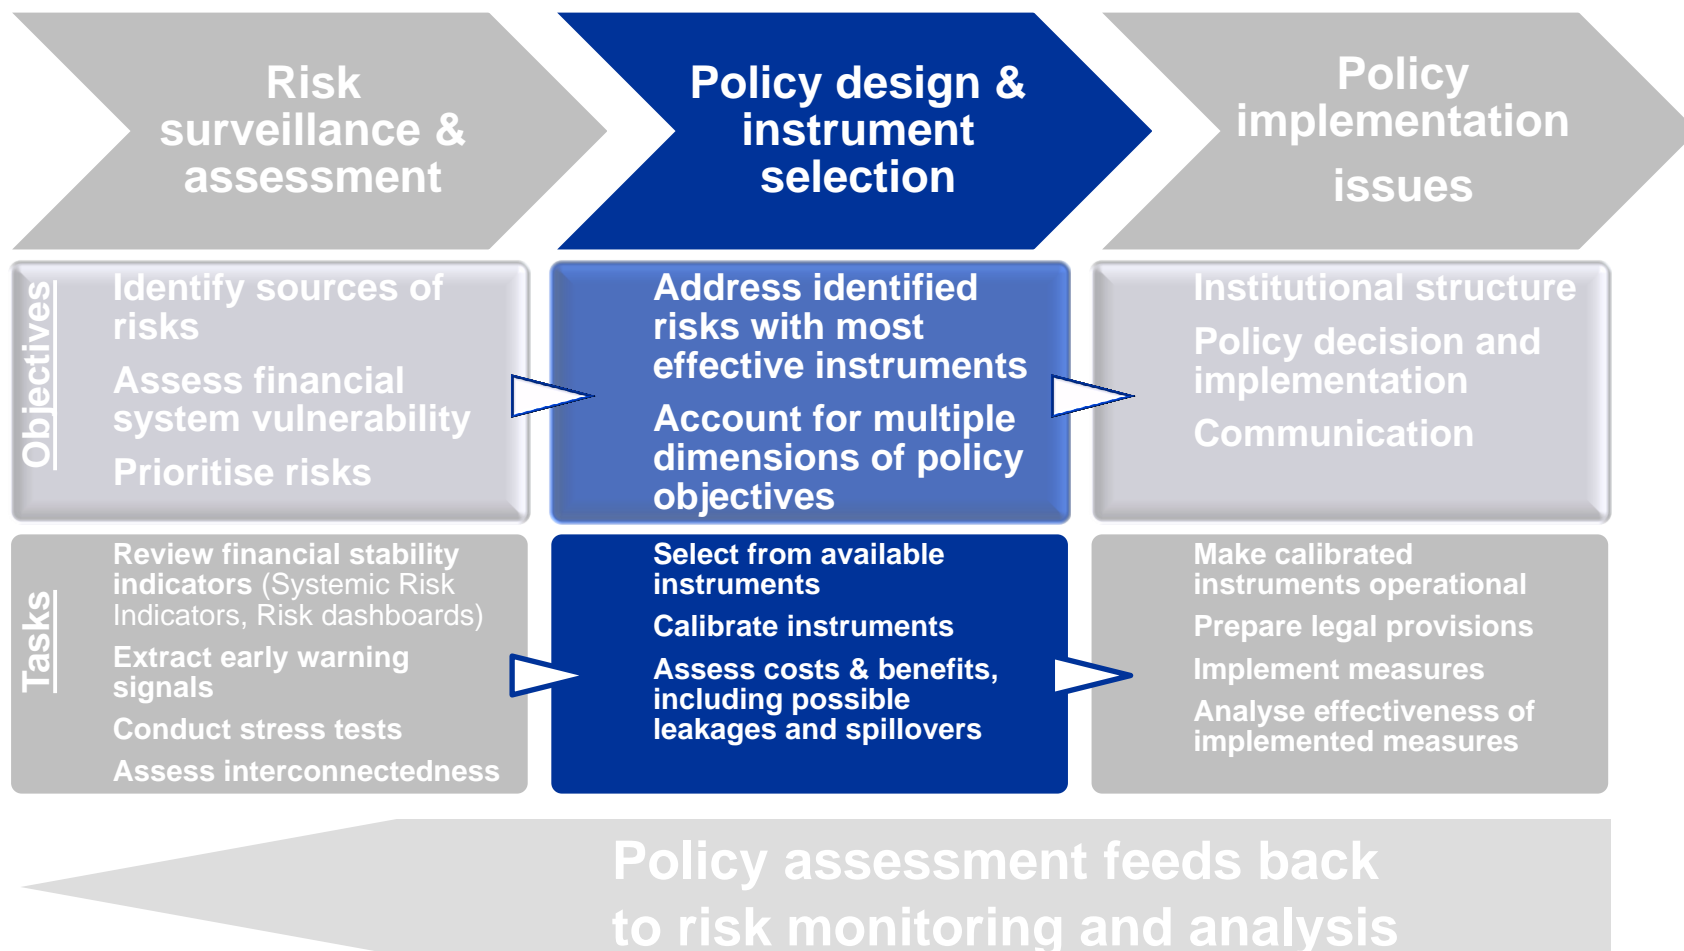 Risk
surveillance &
assessment
Policy design &
instrument
selection
Policy
implementation
issues
Objectives
Identify sources of
risks
Assess financial
system vulnerability
Prioritise risks
Address identified
risks with most
effective instruments
Account for multiple
dimensions of policy
objectives
Institutional structure
Policy decision and
implementation
Communication
Tasks
Review financial stability
indicators (Systemic Risk
Indicators, Risk dashboards)
Extract early warning
signals
Conduct stress tests
Assess interconnectedness
Select from available
instruments
Calibrate instruments
Assess costs & benefits,
including possible
leakages and spillovers
Make calibrated
instruments operational
Prepare legal provisions
Implement measures
Analyse effectiveness of
implemented measures
Policy assessment feeds back
to risk monitoring and analysis